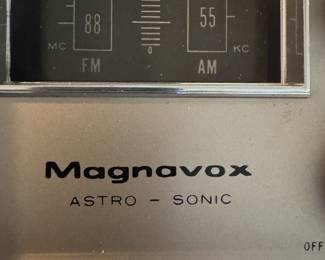 88 55
MC 0 KC
FM AM
Magnavox
ASTRO – SONIC
OFF